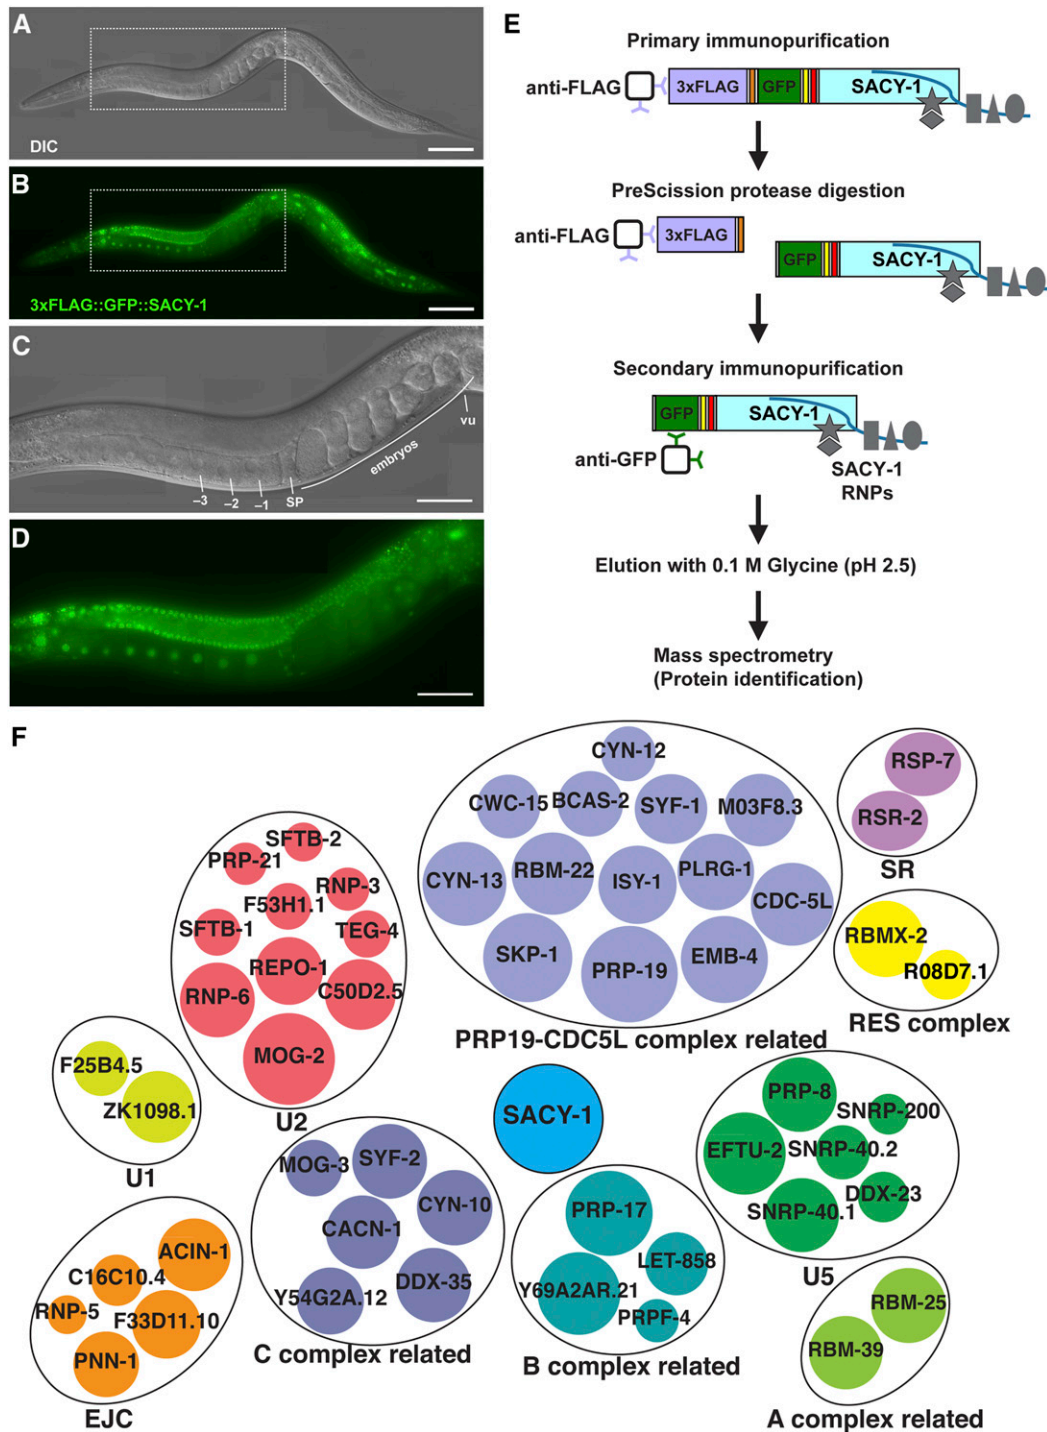 A
DIC
B
3xFLAG::GFP::SACY-1
C
–3
–2
–1
SP
embryos
vu
D
E
Primary immunopurification
anti-FLAG
3xFLAG
GFP
SACY-1
PreScission protease digestion
anti-FLAG
3xFLAG
GFP
SACY-1
Secondary immunopurification
GFP
SACY-1
anti-GFP
SACY-1
RNPs
Elution with 0.1 M Glycine (pH 2.5)
Mass spectrometry
(Protein identification)
F
SFTB-2
PRP-21
RNP-3
F53H1.1
SFTB-1
TEG-4
REPO-1
RNP-6
C50D2.5
MOG-2
U2
CYN-12
CWC-15
BCAS-2
SYF-1
M03F8.3
CYN-13
RBM-22
ISY-1
PLRG-1
CDC-5L
SKP-1
PRP-19
EMB-4
PRP19-CDC5L complex related
RSP-7
RSR-2
SR
RBMX-2
R08D7.1
RES complex
F25B4.5
ZK1098.1
U1
SACY-1
PRP-8
SNRP-200
EFTU-2
SNRP-40.2
DDX-23
SNRP-40.1
U5
MOG-3
SYF-2
CYN-10
CACN-1
DDX-35
Y54G2A.12
C complex related
PRP-17
LET-858
Y69A2AR.21
PRPF-4
B complex related
ACIN-1
C16C10.4
RNP-5
F33D11.10
PNN-1
EJC
RBM-25
RBM-39
A complex related